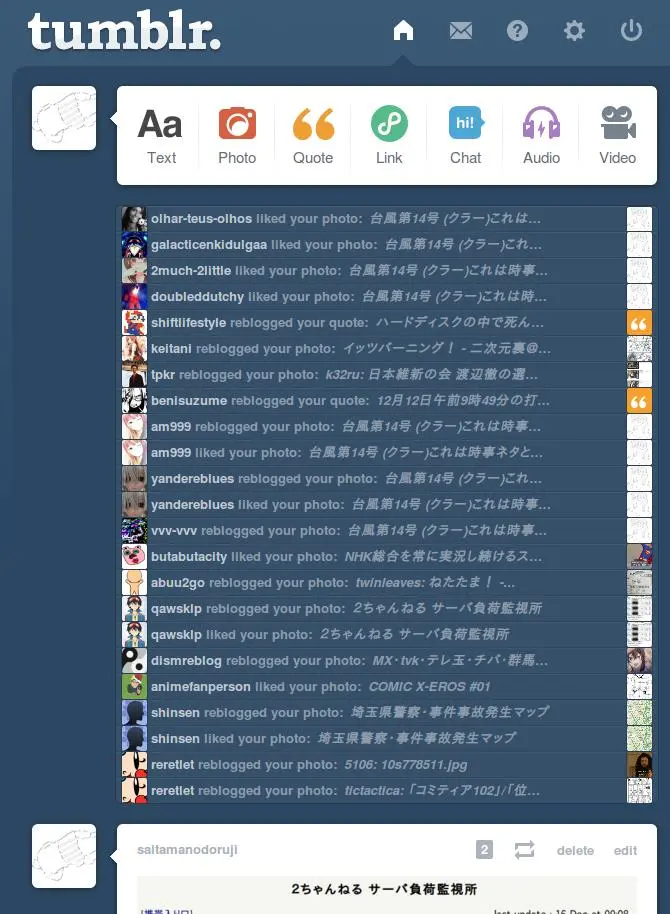 tumblr.
Aa
hi!
Text Photo Quote Link Chat Audio Video
olhar-teus-olhos liked your photo: 台風第14号 (クラー)これは…
galacticenkidulgaa liked your photo: 台風第14号 (クラー)これ…
2much-2little liked your photo: 台風第14号 (クラー)これは時事…
doubleddutchy liked your photo: 台風第14号 (クラー)これは時…
shiftlifestyle reblogged your quote: ハードディスクの中で死ん…
keitani reblogged your photo: イッツバーニング! - 二次元裏@…
tpkr reblogged your photo: k32ru: 日本維新の会 渡辺徹の選…
benisuzume reblogged your quote: 12月12日午前9時49分の打…
am999 reblogged your photo: 台風第14号 (クラー)これは時事…
am999 liked your photo: 台風第14号 (クラー)これは時事ネタと…
yandereblues reblogged your photo: 台風第14号 (クラー)これ…
yandereblues liked your photo: 台風第14号 (クラー)これは時事…
vvv-vvv reblogged your photo: 台風第14号 (クラー)これは時事…
butabutacity liked your photo: NHK総合を常に実況し続けるス…
abuu2go reblogged your photo: twinleaves: ねたたま! -…
qawskip reblogged your photo: 2ちゃんねる サーバ負荷監視所
qawskip liked your photo: 2ちゃんねる サーバ負荷監視所
dismreblog reblogged your photo: MX・tvk・テレ玉・チバ・群馬…
animefanperson liked your photo: COMIC X-EROS #01
shinsen reblogged your photo: 埼玉県警察・事件事故発生マップ
shinsen liked your photo: 埼玉県警察・事件事故発生マップ
reretlet reblogged your photo: 5106: 10s778511.jpg
reretlet reblogged your photo: tictactica: 「コミティア102」/「位…
saitamanodoruji 2 delete edit
2ちゃんねる サーバ負荷監視所